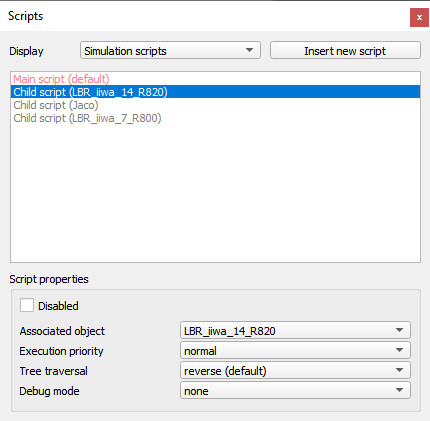 Scripts
x
Display
Simulation scripts
Insert new script
Main script (default)
Child script (LBR_iiwa_14_R820)
Child script (Jaco)
Child script (LBR_iiwa_7_R800)
Script properties
Disabled
Associated object
LBR_iiwa_14_R820
Execution priority
normal
Tree traversal
reverse (default)
Debug mode
none